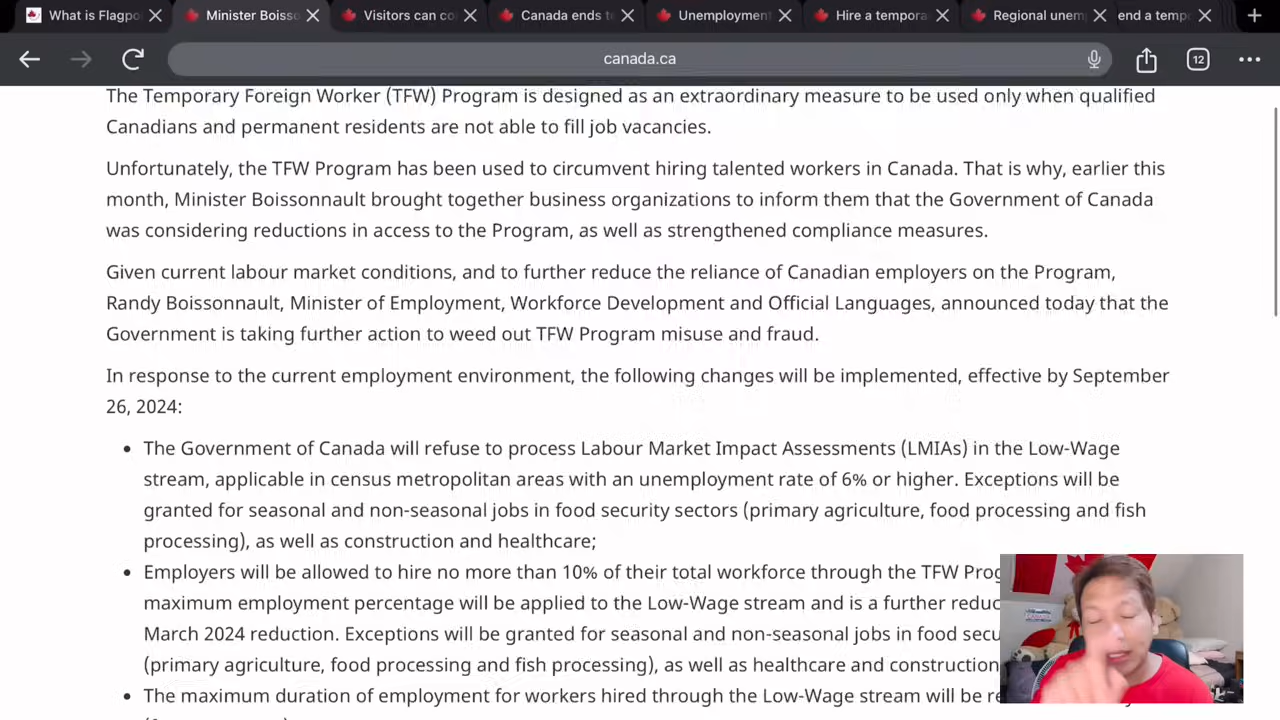 What is Flagpo
Minister Boisso
Visitors can co
Canada ends t
Unemployment
Hire a tempora
Regional unem
end a temp
canada.ca
12
The Temporary Foreign Worker (TFW) Program is designed as an extraordinary measure to be used only when qualified
Canadians and permanent residents are not able to fill job vacancies.
Unfortunately, the TFW Program has been used to circumvent hiring talented workers in Canada. That is why, earlier this
month, Minister Boissonnault brought together business organizations to inform them that the Government of Canada
was considering reductions in access to the Program, as well as strengthened compliance measures.
Given current labour market conditions, and to further reduce the reliance of Canadian employers on the Program,
Randy Boissonnault, Minister of Employment, Workforce Development and Official Languages, announced today that the
Government is taking further action to weed out TFW Program misuse and fraud.
In response to the current employment environment, the following changes will be implemented, effective by September
26, 2024:
• The Government of Canada will refuse to process Labour Market Impact Assessments (LMIAs) in the Low-Wage
stream, applicable in census metropolitan areas with an unemployment rate of 6% or higher. Exceptions will be
granted for seasonal and non-seasonal jobs in food security sectors (primary agriculture, food processing and fish
processing), as well as construction and healthcare;
• Employers will be allowed to hire no more than 10% of their total workforce through the TFW Prog
maximum employment percentage will be applied to the Low-Wage stream and is a further reduc
March 2024 reduction. Exceptions will be granted for seasonal and non-seasonal jobs in food secu
(primary agriculture, food processing and fish processing), as well as healthcare and construction
• The maximum duration of employment for workers hired through the Low-Wage stream will be re